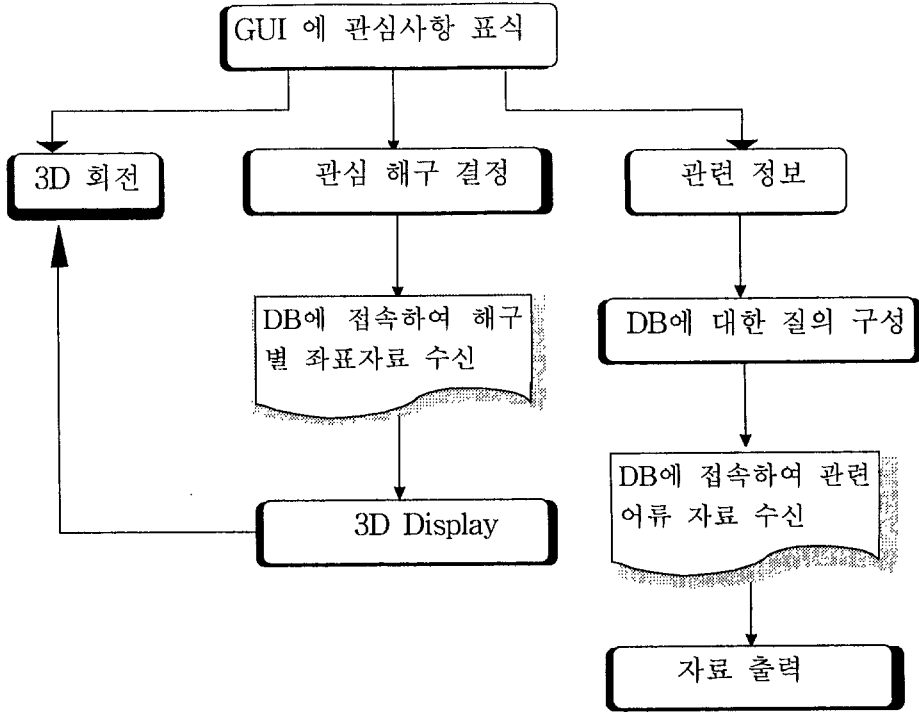 GUI 에 관심사항 표식
3D 회전
관심 해구 결정
관련 정보
DB에 접속하여 해구
별 좌표자료 수신
DB에 대한 질의 구성
3D Display
DB에 접속하여 관련
어류 자료 수신
자료 출력